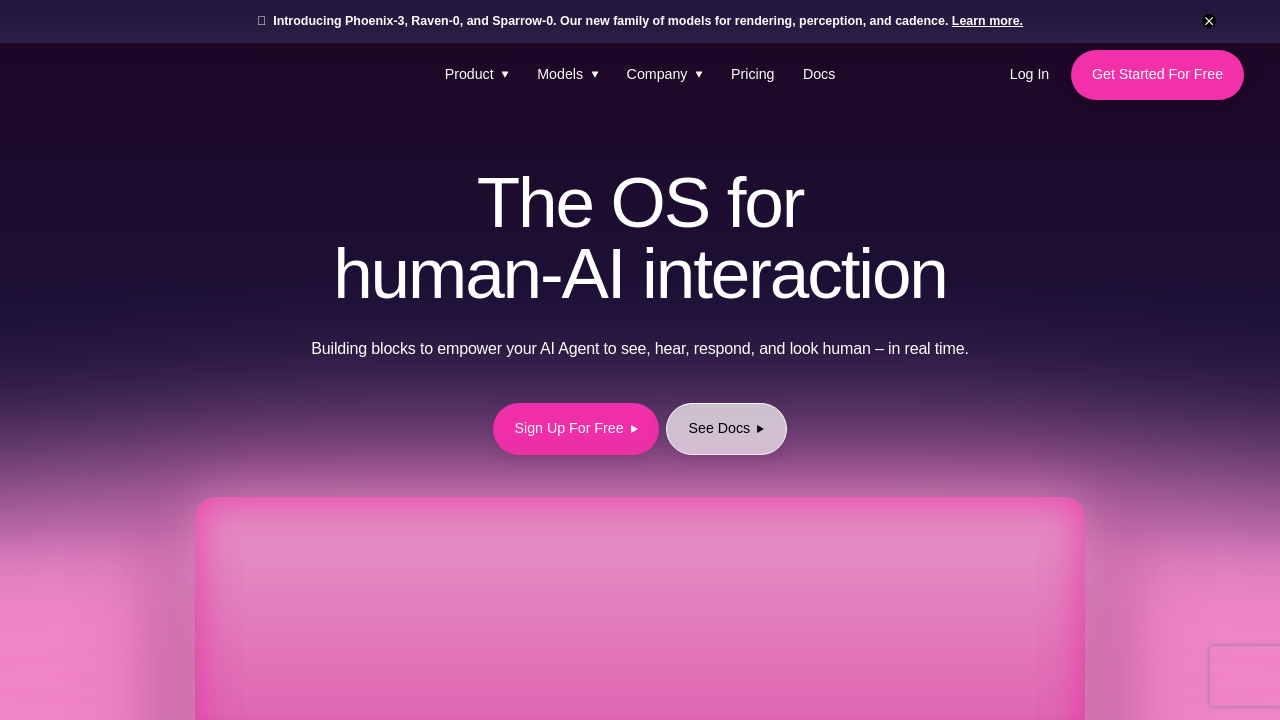 Introducing Phoenix-3, Raven-0, and Sparrow-0. Our new family of models for rendering, perception, and cadence. Learn more.
Product Models Company Pricing Docs Log In Get Started For Free
The OS for
human-AI interaction
Building blocks to empower your AI Agent to see, hear, respond, and look human – in real time.
Sign Up For Free See Docs